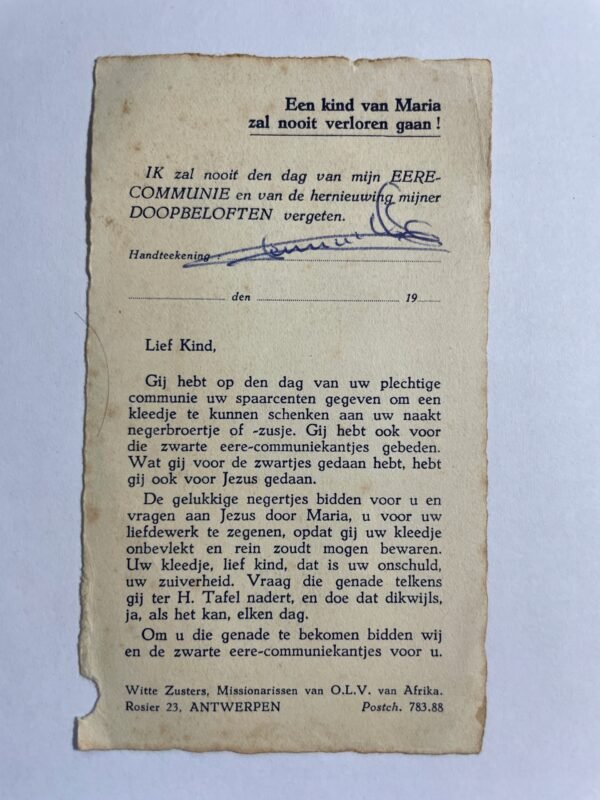 Een kind van Maria
zal nooit verloren gaan !
IK zal nooit den dag van mijn EERE-
COMMUNIE en van de hernieuwing mijner
DOOPBELOFTEN vergeten.
Handteekening :
den 19
Lief Kind,
Gij hebt op den dag van uw plechtige
communie uw spaarcenten gegeven om een
kleedje te kunnen schenken aan uw naakt
negerbroertje of -zusje. Gij hebt ook voor
die zwarte eere-communiekantjes gebeden.
Wat gij voor de zwartjes gedaan hebt, hebt
gij ook voor Jezus gedaan.
De gelukkige negertjes bidden voor u en
vragen aan Jezus door Maria, u voor uw
liefdewerk te zegenen, opdat gij uw kleedje
onbevlekt en rein zoudt mogen bewaren.
Uw kleedje, lief kind, dat is uw onschuld,
uw zuiverheid. Vraag die genade telkens
gij ter H. Tafel nadert, en doe dat dikwijls,
ja, als het kan, elken dag.
Om u die genade te bekomen bidden wij
en de zwarte eere-communiekantjes voor u.
Witte Zusters, Missionarissen van O.L.V. van Afrika.
Rosier 23, ANTWERPEN Postch. 783.88